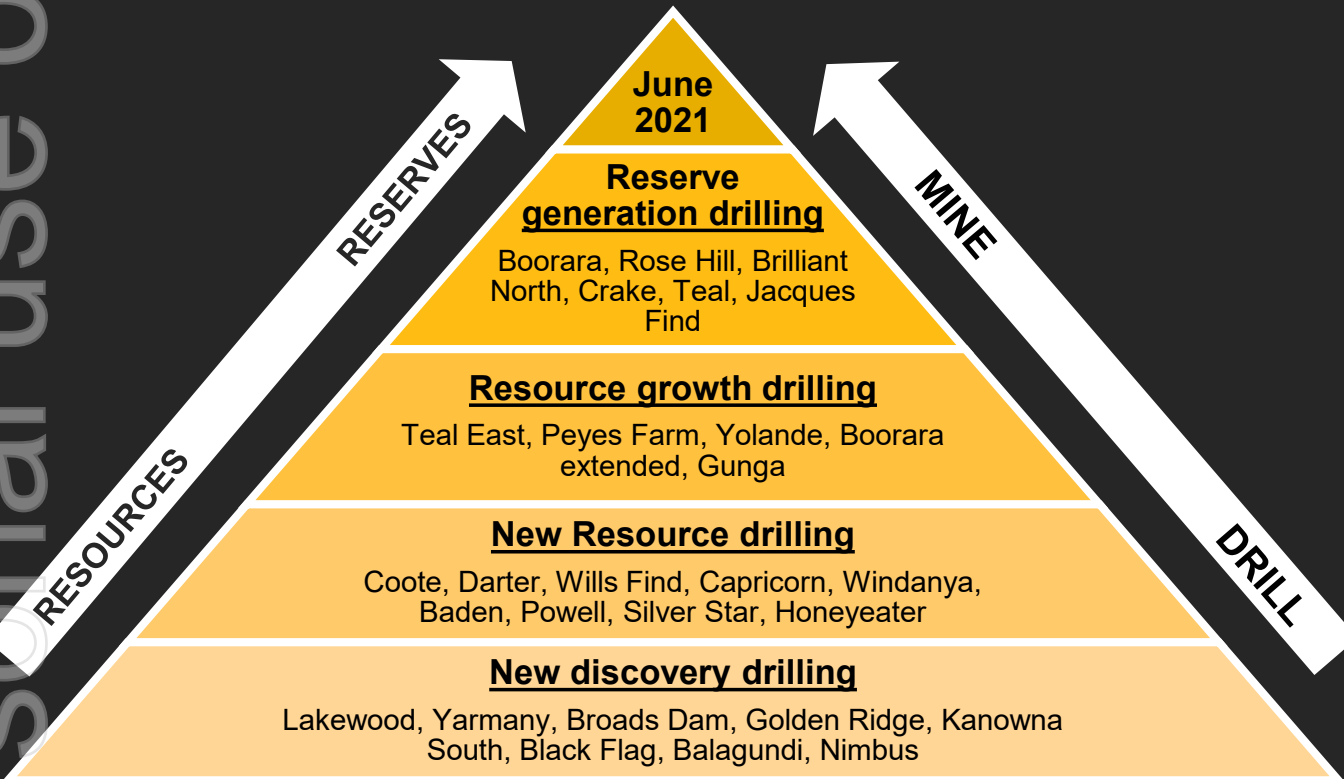 June
2021
Reserve
generation drilling
Boorara, Rose Hill, Brilliant
North, Crake, Teal, Jacques
Find
Resource growth drilling
Teal East, Peyes Farm, Yolande, Boorara
extended, Gunga
New Resource drilling
Coote, Darter, Wills Find, Capricorn, Windanya,
Baden, Powell, Silver Star, Honeyeater
New discovery drilling
Lakewood, Yarmany, Broads Dam, Golden Ridge, Kanowna
South, Black Flag, Balagundi, Nimbus
RESERVES
RESOURCES
MINE
DRILL
use